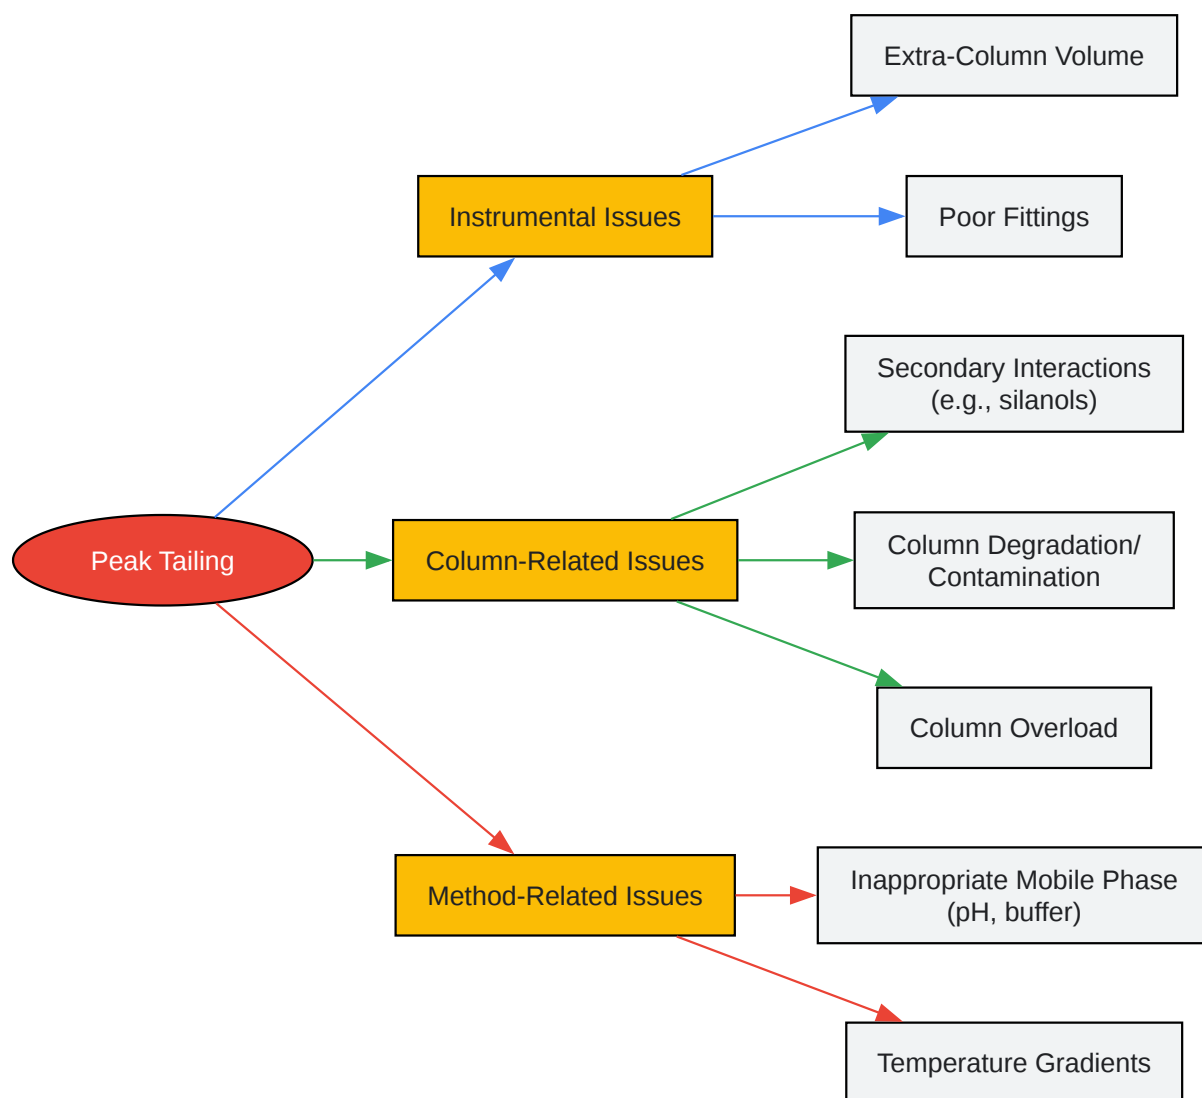 Extra-Column Volume
Instrumental Issues
Poor Fittings
Secondary Interactions
(e.g., silanols)
Peak Tailing
Column-Related Issues
Column Degradation/
Contamination
Column Overload
Method-Related Issues
Inappropriate Mobile Phase
(pH, buffer)
Temperature Gradients